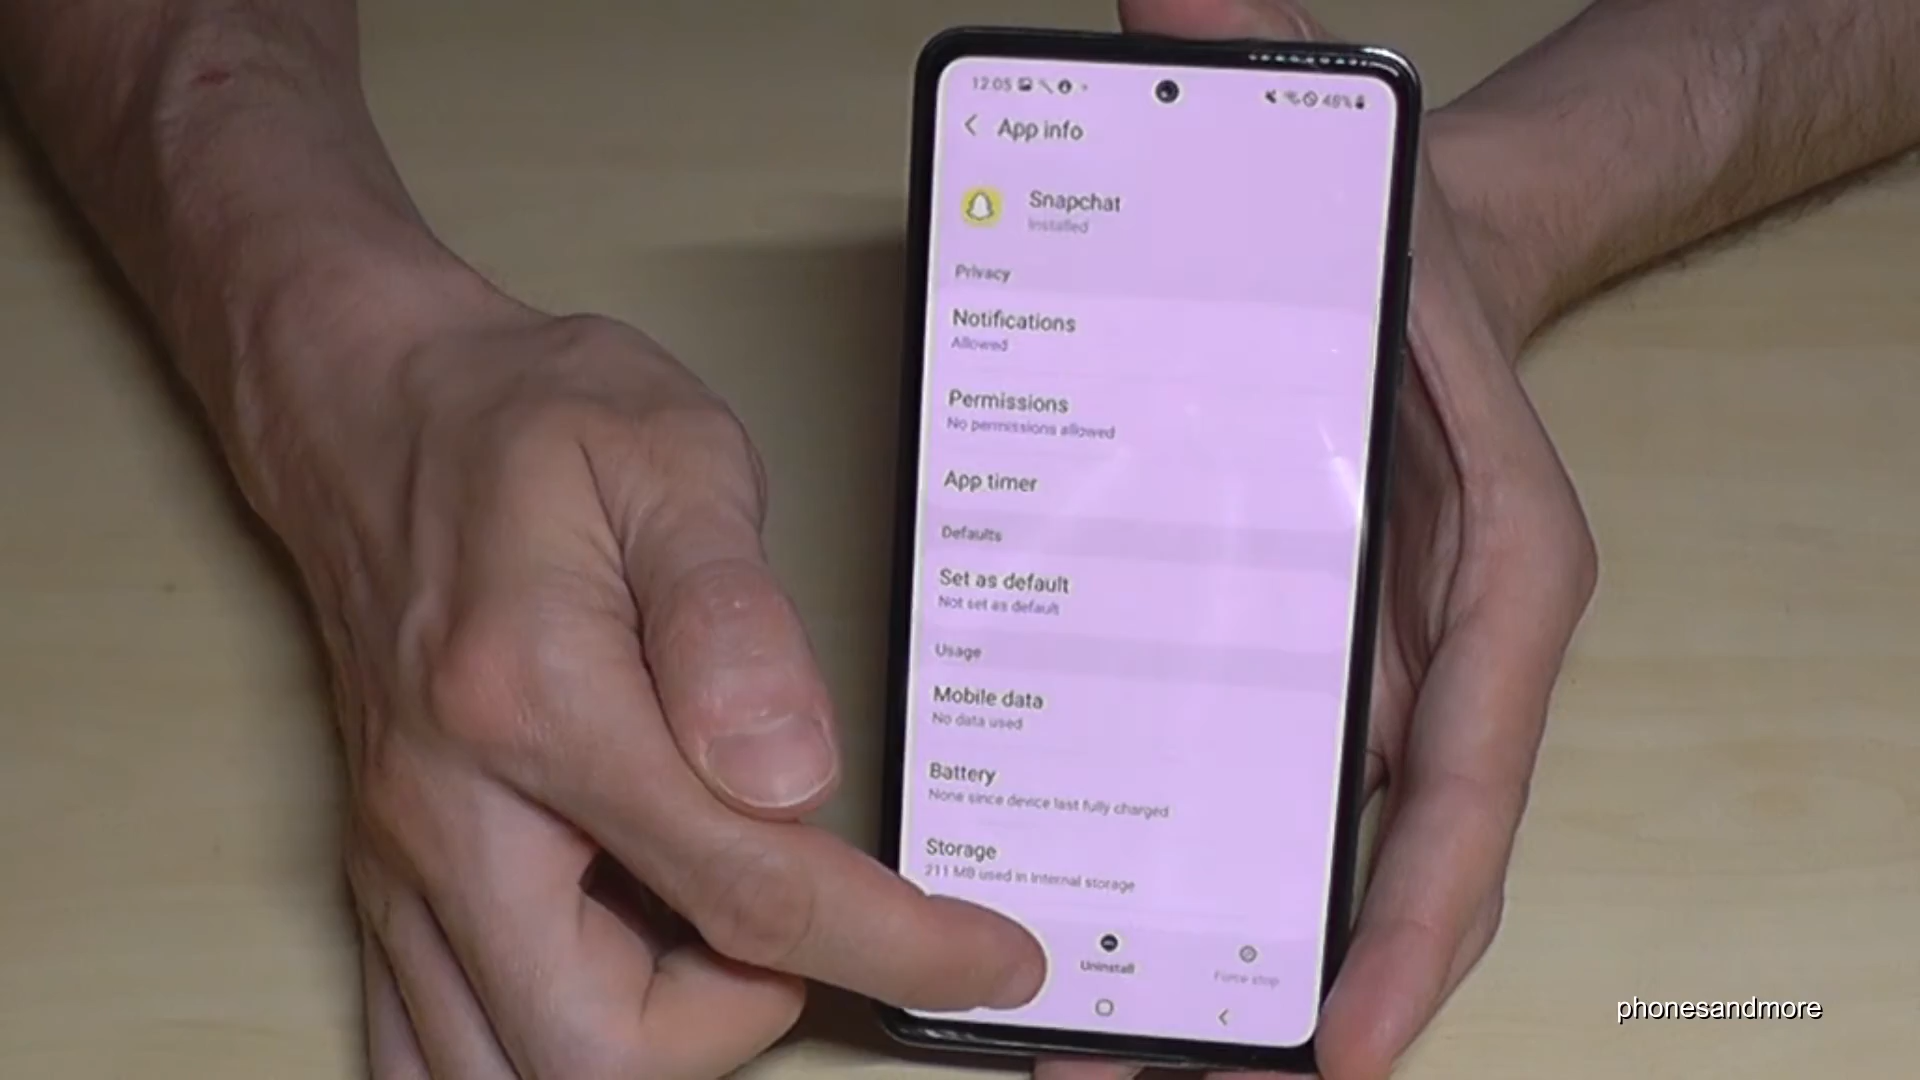 12:05 48%
App info
Snapchat
Installed
Privacy
Notifications
Allowed
Permissions
No permissions allowed
App timer
Defaults
Set as default
Not set as default
Usage
Mobile data
No data used
Battery
None since device last fully charged
Storage
211 MB used in Internal storage
Uninstall
Force stop
phonesandmore